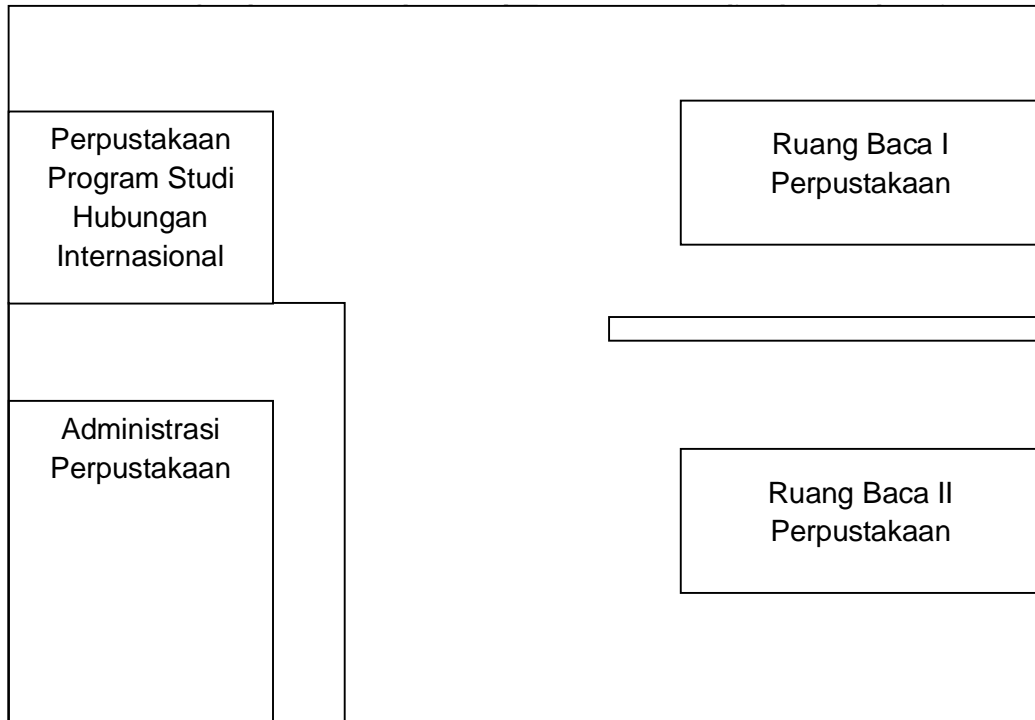 Perpustakaan
Program Studi
Hubungan
Internasional
Ruang Baca I
Perpustakaan
Administrasi
Perpustakaan
Ruang Baca II
Perpustakaan